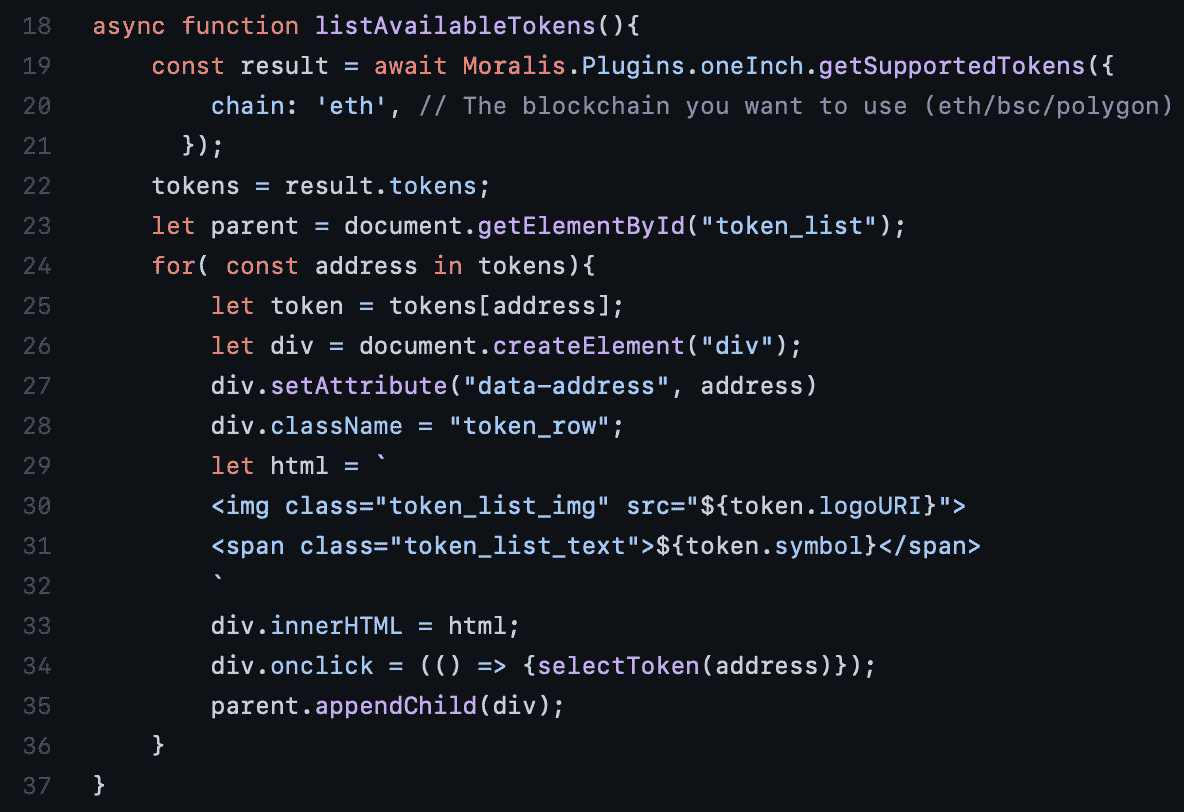 18 async function listAvailableTokens(){
19     const result = await Moralis.Plugins.oneInch.getSupportedTokens({
20         chain: 'eth', // The blockchain you want to use (eth/bsc/polygon)
21       });
22     tokens = result.tokens;
23     let parent = document.getElementById("token_list");
24     for( const address in tokens){
25         let token = tokens[address];
26         let div = document.createElement("div");
27         div.setAttribute("data-address", address)
28         div.className = "token_row";
29         let html = `
30         <img class="token_list_img" src="${token.logoURI}">
31         <span class="token_list_text">${token.symbol}</span>
32         `
33         div.innerHTML = html;
34         div.onclick = (() => {selectToken(address)});
35         parent.appendChild(div);
36     }
37 }